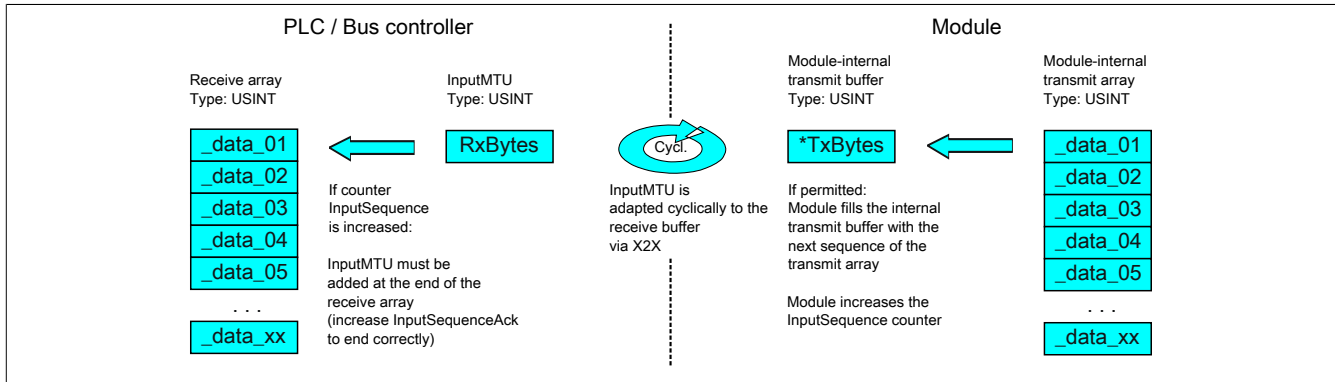 PLC / Bus controller
Module
Receive array
Type: USINT
InputMTU
Type: USINT
Module-internal
transmit buffer
Type: USINT
Module-internal
transmit array
Type: USINT
_data_01
_data_02
_data_03
_data_04
_data_05
. . .
_data_xx
If counter
InputSequence
is increased:
InputMTU must be
added at the end of the
receive array
(increase InputSequenceAck
to end correctly)
RxBytes
Cycl.
InputMTU is
adapted cyclically to the
receive buffer
via X2X
*TxBytes
If permitted:
Module fills the internal
transmit buffer with the
next sequence of the
transmit array
Module increases the
InputSequence counter
_data_01
_data_02
_data_03
_data_04
_data_05
. . .
_data_xx